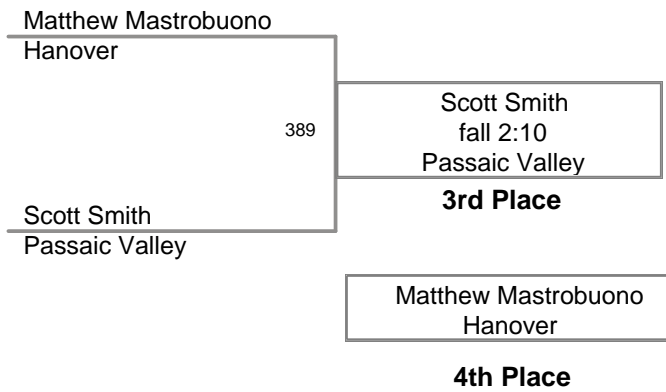 Matthew Mastrobuono
Hanover
389
Scott Smith
fall 2:10
Passaic Valley
3rd Place
Scott Smith
Passaic Valley
Matthew Mastrobuono
Hanover
4th Place